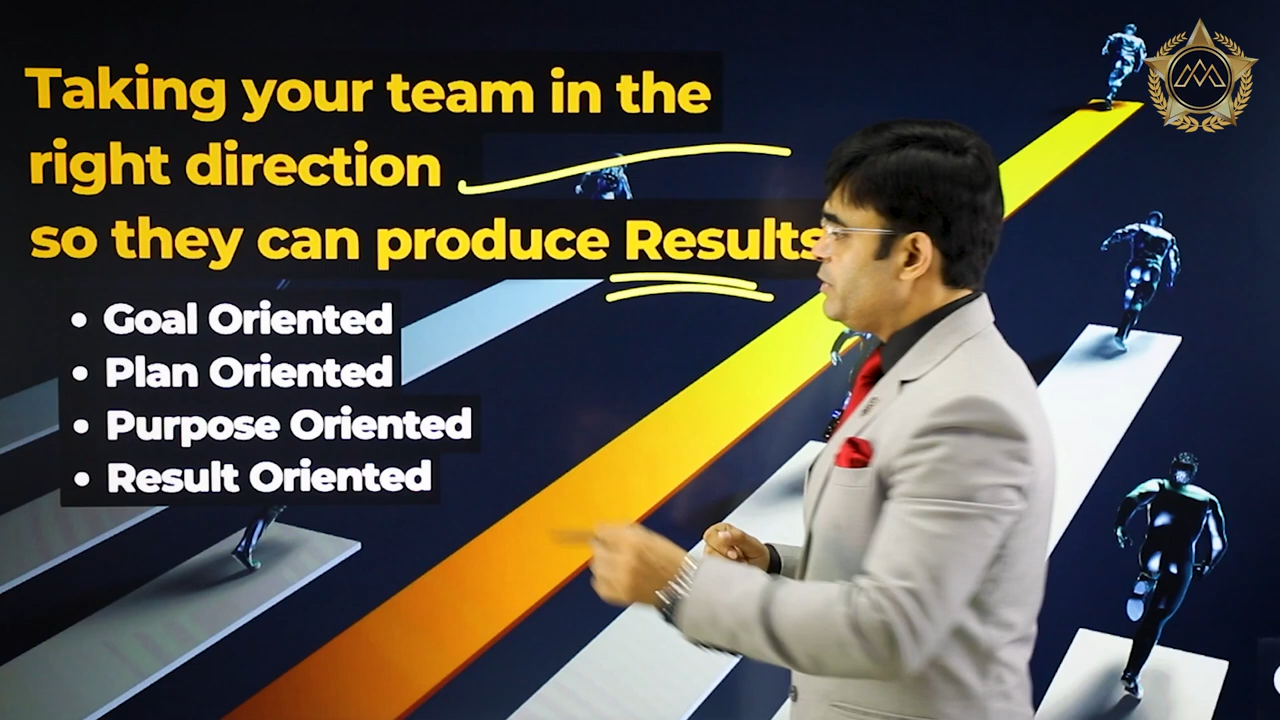 Taking your team in the
right direction
so they can produce Results
• Goal Oriented
• Plan Oriented
• Purpose Oriented
• Result Oriented